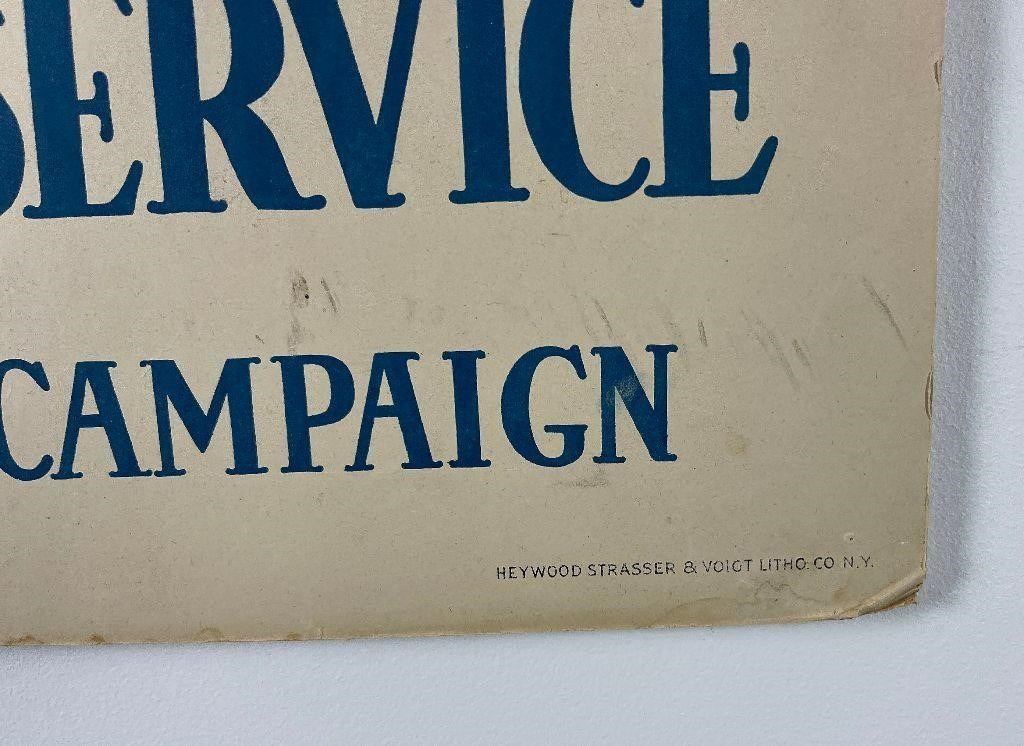 SERVICE
CAMPAIGN
HEYWOOD STRASSER & VOIGT LITHO. CO. N.Y.